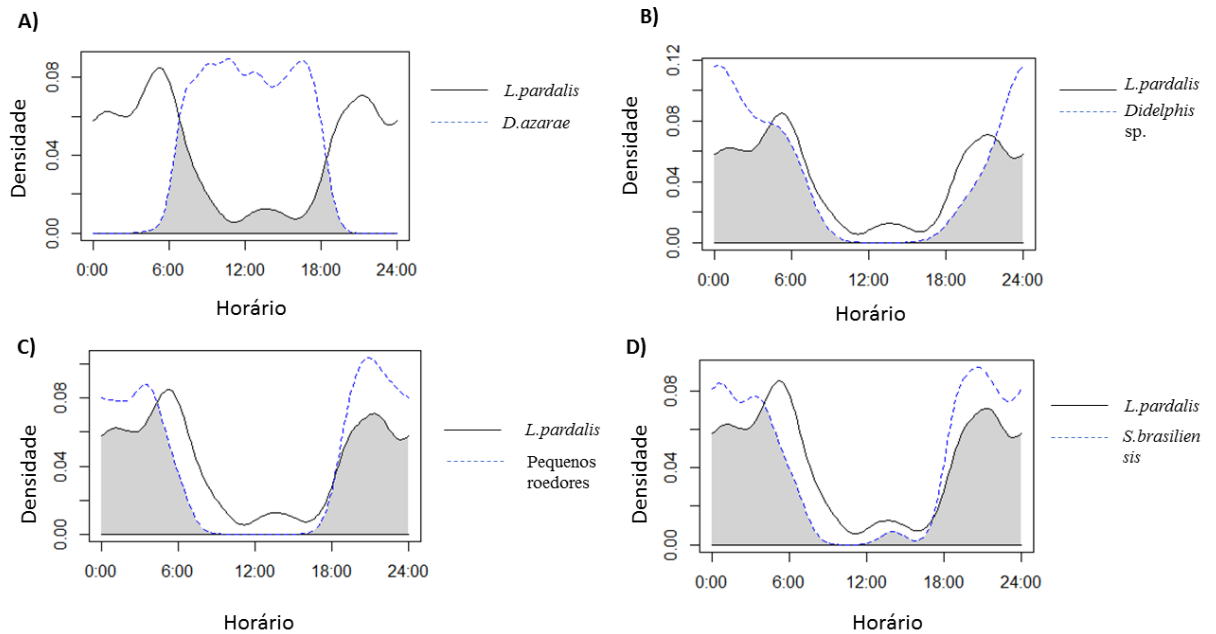 A)
Densidade
0.00 0.04 0.08
0:00 6:00 12:00 18:00 24:00
Horário
L.pardalis
D.azarae
B)
Densidade
0.00 0.04 0.08 0.12
0:00 6:00 12:00 18:00 24:00
Horário
L.pardalis
Didelphis
sp.
C)
Densidade
0.00 0.04 0.08
0:00 6:00 12:00 18:00 24:00
Horário
L.pardalis
Pequenos
roedores
D)
Densidade
0.00 0.04 0.08
0:00 6:00 12:00 18:00 24:00
Horário
L.pardalis
S.brasilien
sis